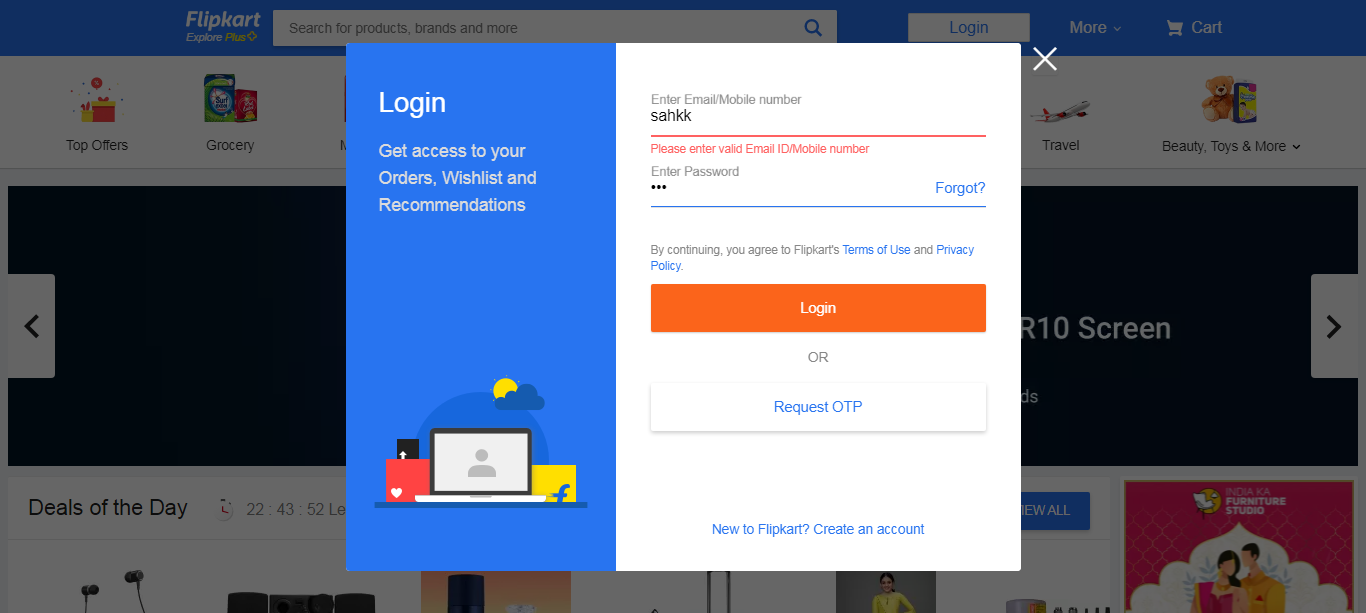 Flipkart
Explore Plus
Search for products, brands and more
Login
More
Cart
Top Offers
Grocery
Travel
Beauty, Toys & More
Login
Get access to your
Orders, Wishlist and
Recommendations
Enter Email/Mobile number
sahkk
Please enter valid Email ID/Mobile number
Enter Password
•••
Forgot?
By continuing, you agree to Flipkart's Terms of Use and Privacy
Policy.
Login
OR
Request OTP
New to Flipkart? Create an account
R10 Screen
Deals of the Day
22 : 43 : 52 Le
ALL
INDIA KA
FURNITURE
STUDIO